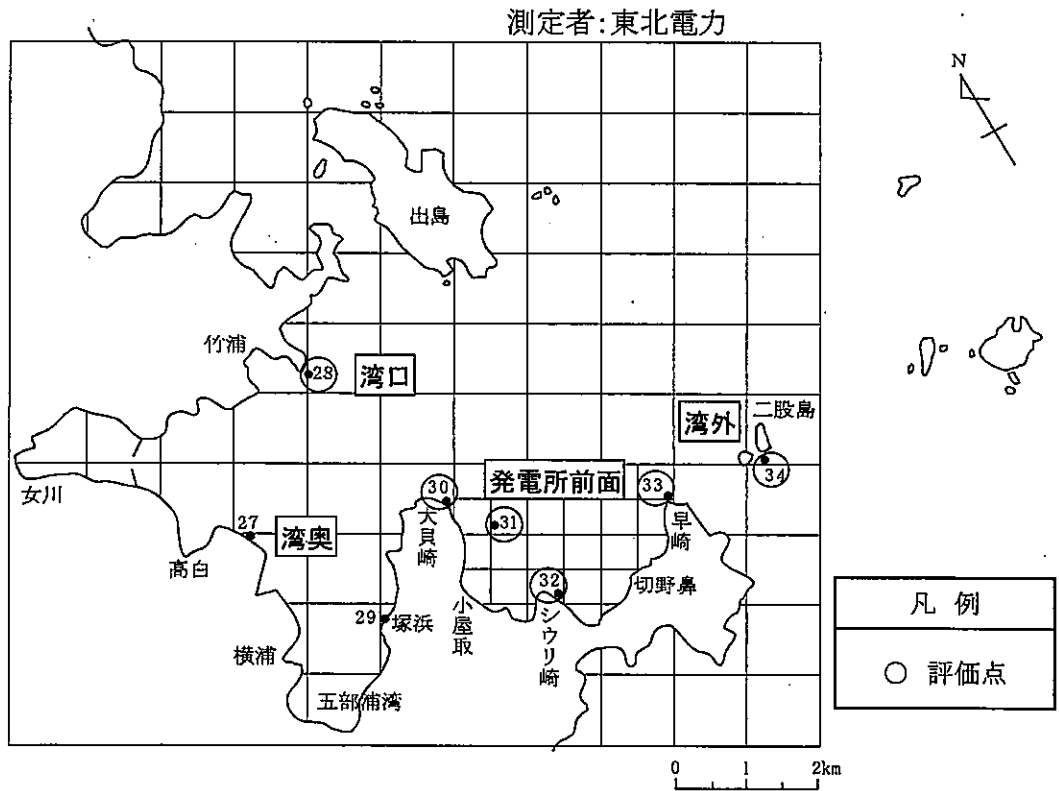 測定者:東北電力
N
出島
竹浦
28
湾口
湾外
二股島
34
女川
27
湾奥
高白
30
大貝崎
発電所前面
31
33
早崎
32
シウリ崎
切野鼻
29
塚浜
小屋取
横浦
五部浦湾
凡例
○ 評価点
0 1 2km